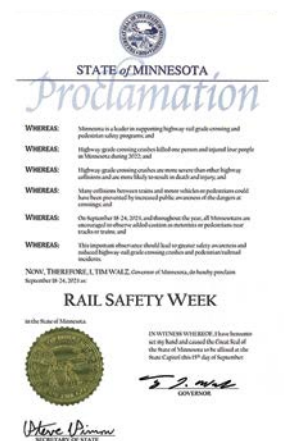 STATE of MINNESOTA
Proclamation
WHEREAS: Minnesota is a leader in supporting highway-rail grade crossing and
pedestrian safety programs; and
WHEREAS: Highway-grade crossing crashes killed one person and injured four people
in Minnesota during 2022; and
WHEREAS: Highway-grade crossing crashes are more severe than other highway
collisions and are more likely to result in death and injury; and
WHEREAS: Many collisions between trains and motor vehicles or pedestrians could
have been prevented by increased public awareness of the dangers at
crossings; and
WHEREAS: On September 18-24, 2023, and throughout the year, all Minnesotans are
encouraged to observe added caution as motorists or pedestrians near
tracks or trains; and
WHEREAS: This important observance should lead to greater safety awareness and
reduced highway-rail grade crossing crashes and pedestrian/railroad
incidents.
NOW, THEREFORE, I, TIM WALZ, Governor of Minnesota, do hereby proclaim
September 18-24, 2023 as:
RAIL SAFETY WEEK
in the State of Minnesota.
IN WITNESS WHEREOF, I have hereunto
set my hand and caused the Great Seal of
the State of Minnesota to be affixed at the
State Capitol this 15th day of September.
GOVERNOR
Steve Simon
SECRETARY OF STATE